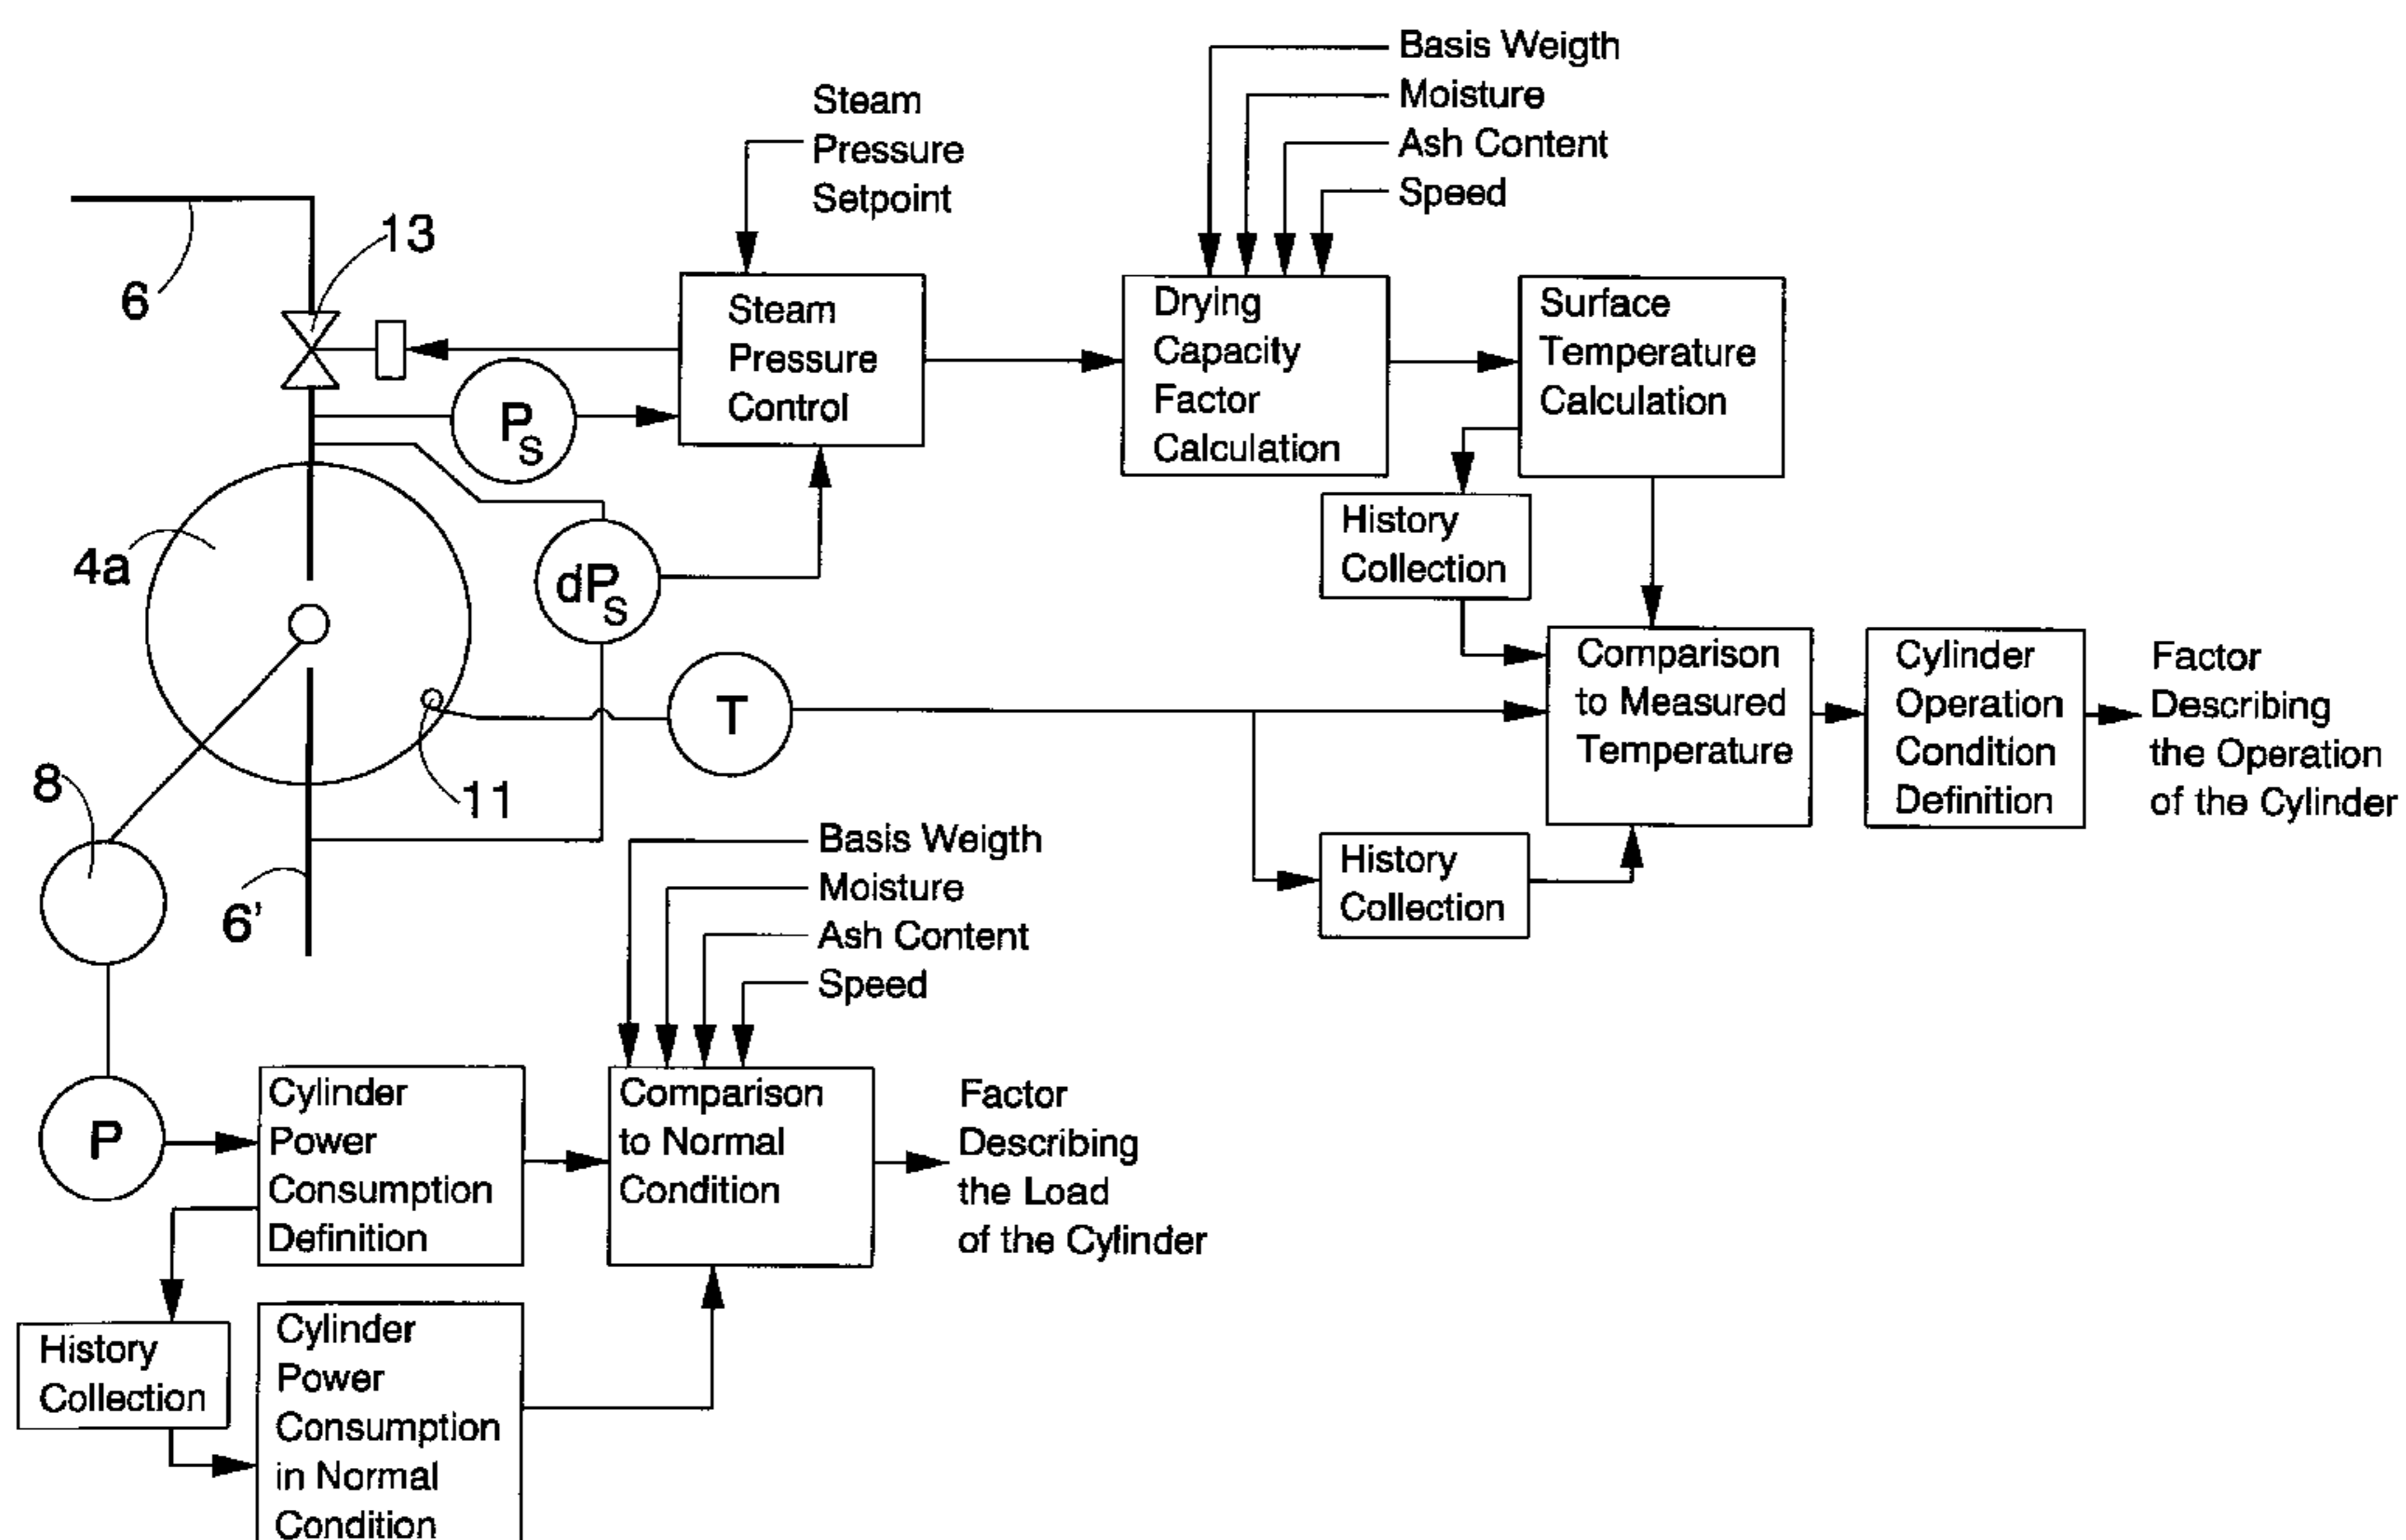 Basis Weigth
Moisture
Ash Content
Speed
Steam
Pressure
Setpoint
13
6
Steam
Pressure
Control
Drying
Capacity
Factor
Calculation
Surface
Temperature
Calculation
PS
History
Collection
4a
dPS
T
Comparison
to Measured
Temperature
Cylinder
Operation
Condition
Definition
Factor
Describing
the Operation
of the Cylinder
8
11
6'
Basis Weigth
Moisture
Ash Content
Speed
History
Collection
P
Cylinder
Power
Consumption
Definition
Comparison
to Normal
Condition
Factor
Describing
the Load
of the Cylinder
History
Collection
Cylinder
Power
Consumption
in Normal
Condition